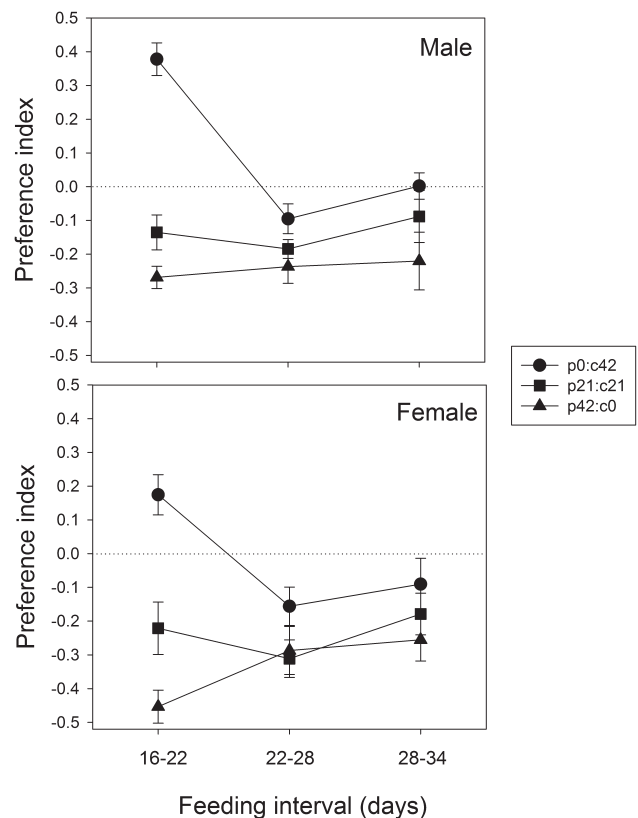 Male
0.5
0.4
0.3
0.2
0.1
0.0
-0.1
-0.2
-0.3
-0.4
-0.5
Preference index
p0:c42
p21:c21
p42:c0
Female
0.5
0.4
0.3
0.2
0.1
0.0
-0.1
-0.2
-0.3
-0.4
-0.5
Preference index
16-22 22-28 28-34
Feeding interval (days)